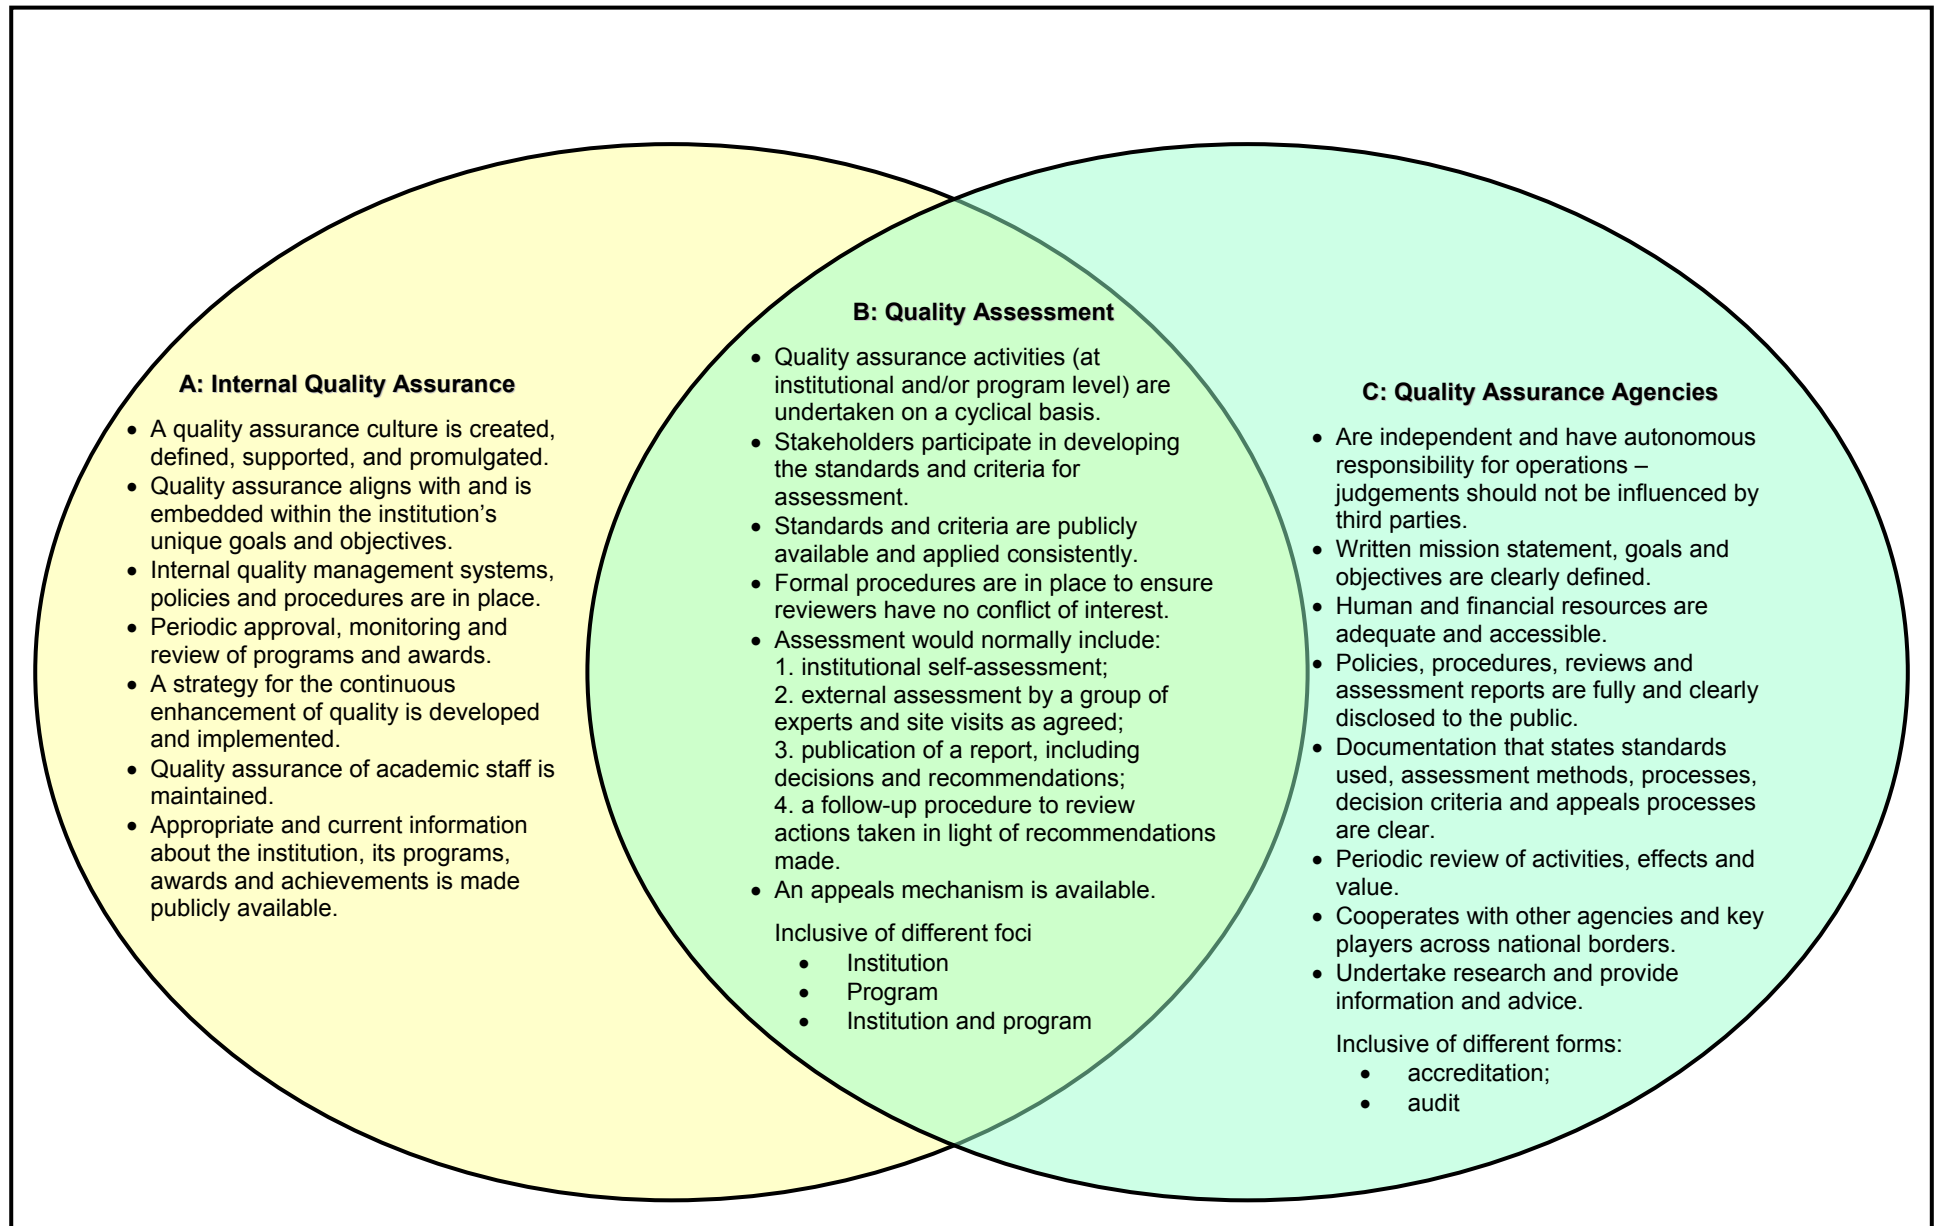 A: Internal Quality Assurance
• A quality assurance culture is created,
defined, supported, and promulgated.
• Quality assurance aligns with and is
embedded within the institution’s
unique goals and objectives.
• Internal quality management systems,
policies and procedures are in place.
• Periodic approval, monitoring and
review of programs and awards.
• A strategy for the continuous
enhancement of quality is developed
and implemented.
• Quality assurance of academic staff is
maintained.
• Appropriate and current information
about the institution, its programs,
awards and achievements is made
publicly available.
B: Quality Assessment
• Quality assurance activities (at
institutional and/or program level) are
undertaken on a cyclical basis.
• Stakeholders participate in developing
the standards and criteria for
assessment.
• Standards and criteria are publicly
available and applied consistently.
• Formal procedures are in place to ensure
reviewers have no conflict of interest.
• Assessment would normally include:
1. institutional self-assessment;
2. external assessment by a group of
experts and site visits as agreed;
3. publication of a report, including
decisions and recommendations;
4. a follow-up procedure to review
actions taken in light of recommendations
made.
• An appeals mechanism is available.
Inclusive of different foci
• Institution
• Program
• Institution and program
C: Quality Assurance Agencies
• Are independent and have autonomous
responsibility for operations –
judgements should not be influenced by
third parties.
• Written mission statement, goals and
objectives are clearly defined.
• Human and financial resources are
adequate and accessible.
• Policies, procedures, reviews and
assessment reports are fully and clearly
disclosed to the public.
• Documentation that states standards
used, assessment methods, processes,
decision criteria and appeals processes
are clear.
• Periodic review of activities, effects and
value.
• Cooperates with other agencies and key
players across national borders.
• Undertake research and provide
information and advice.
Inclusive of different forms:
• accreditation;
• audit